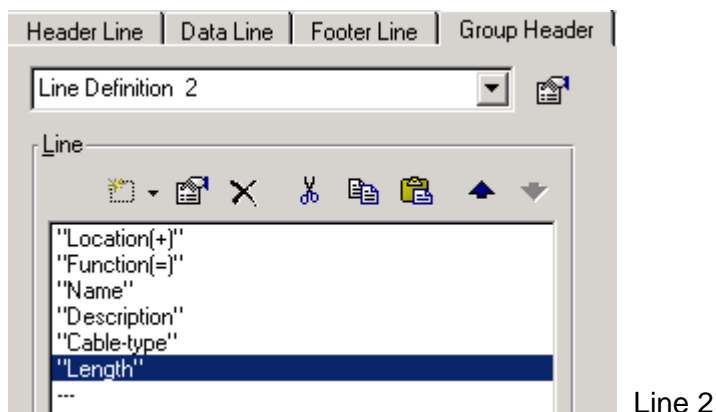 Header Line Data Line Footer Line Group Header
Line Definition 2
Line
"Location(+)"
"Function(=)"
"Name"
"Description"
"Cable-type"
"Length"
---
Line 2